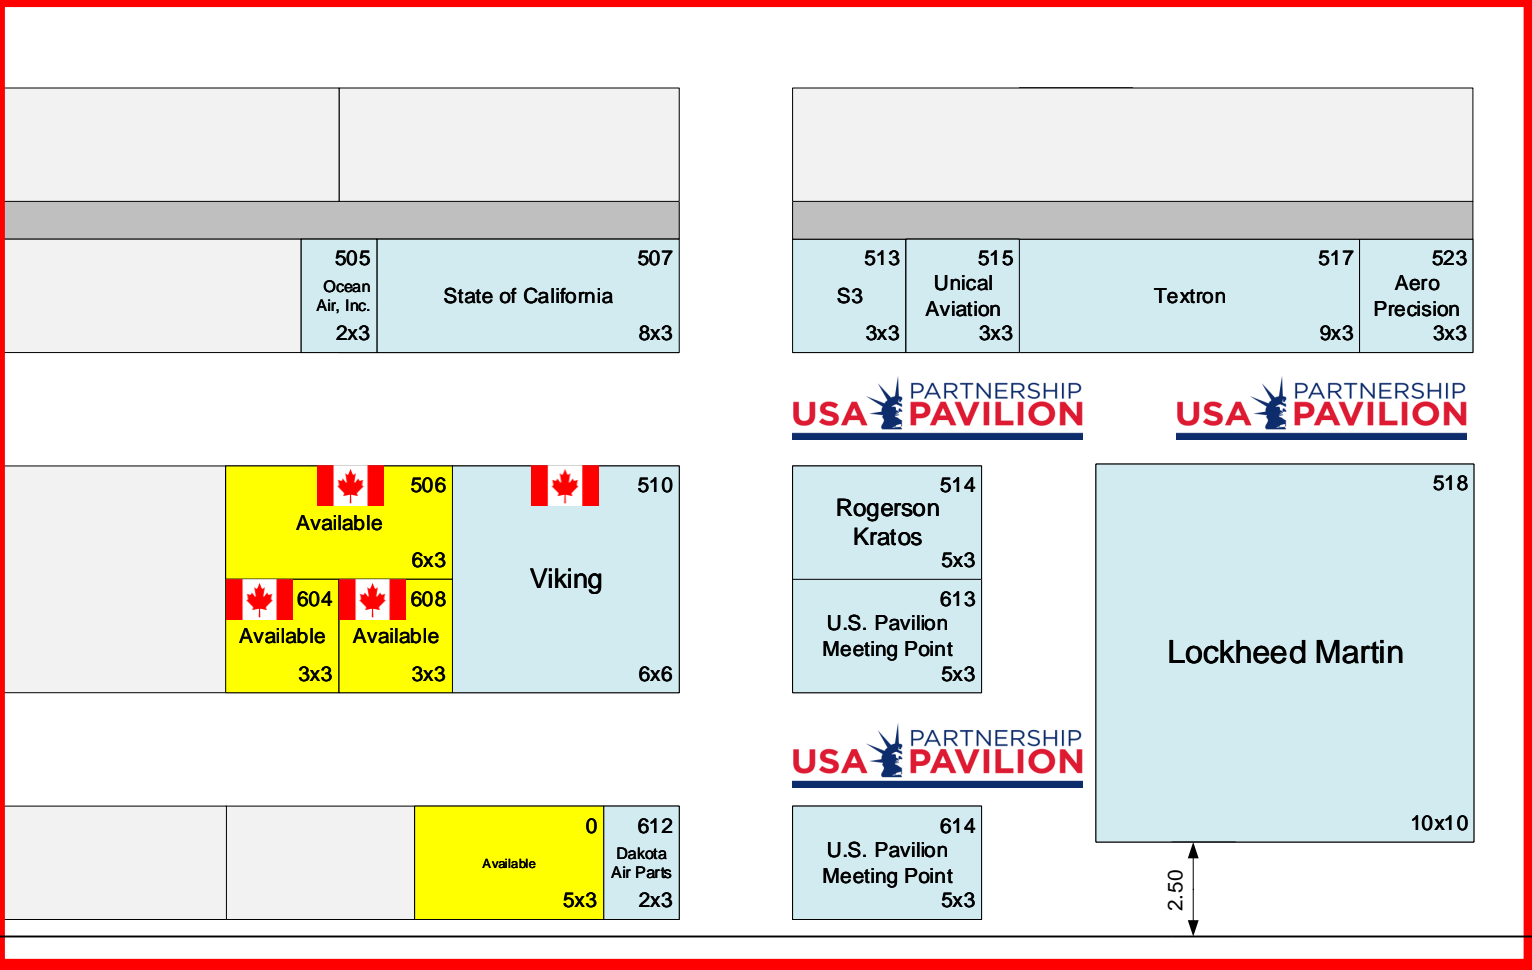 505
Ocean
Air, Inc.
2x3
507
State of California
8x3
513
S3
3x3
515
Unical
Aviation
3x3
517
Textron
9x3
523
Aero
Precision
3x3
USA PARTNERSHIP
PAVILION
USA PARTNERSHIP
PAVILION
506
Available
6x3
604
Available
3x3
608
Available
3x3
510
Viking
6x6
514
Rogerson
Kratos
5x3
613
U.S. Pavilion
Meeting Point
5x3
518
Lockheed Martin
10x10
USA PARTNERSHIP
PAVILION
0
Available
5x3
612
Dakota
Air Parts
2x3
614
U.S. Pavilion
Meeting Point
5x3
2.50